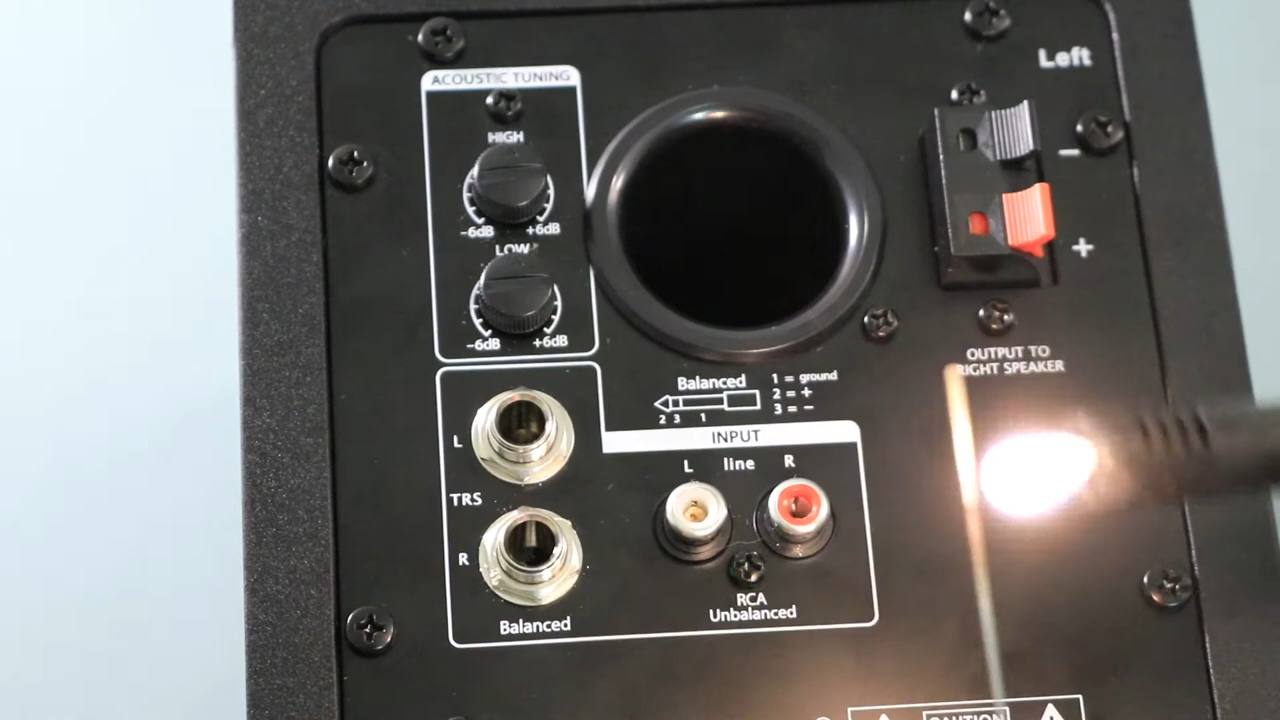 Left
ACOUSTIC TUNING
HIGH
-6dB +6dB
LOW
-6dB +6dB
-
+
OUTPUT TO
RIGHT SPEAKER
Balanced
1 = ground
2 = +
3 = -
2 3 1
INPUT
L line R
L
TRS
R
Balanced
RCA
Unbalanced
CAUTION